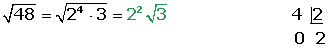 √48 = √2⁴ · 3 = 2² √3
4 |2
0 2